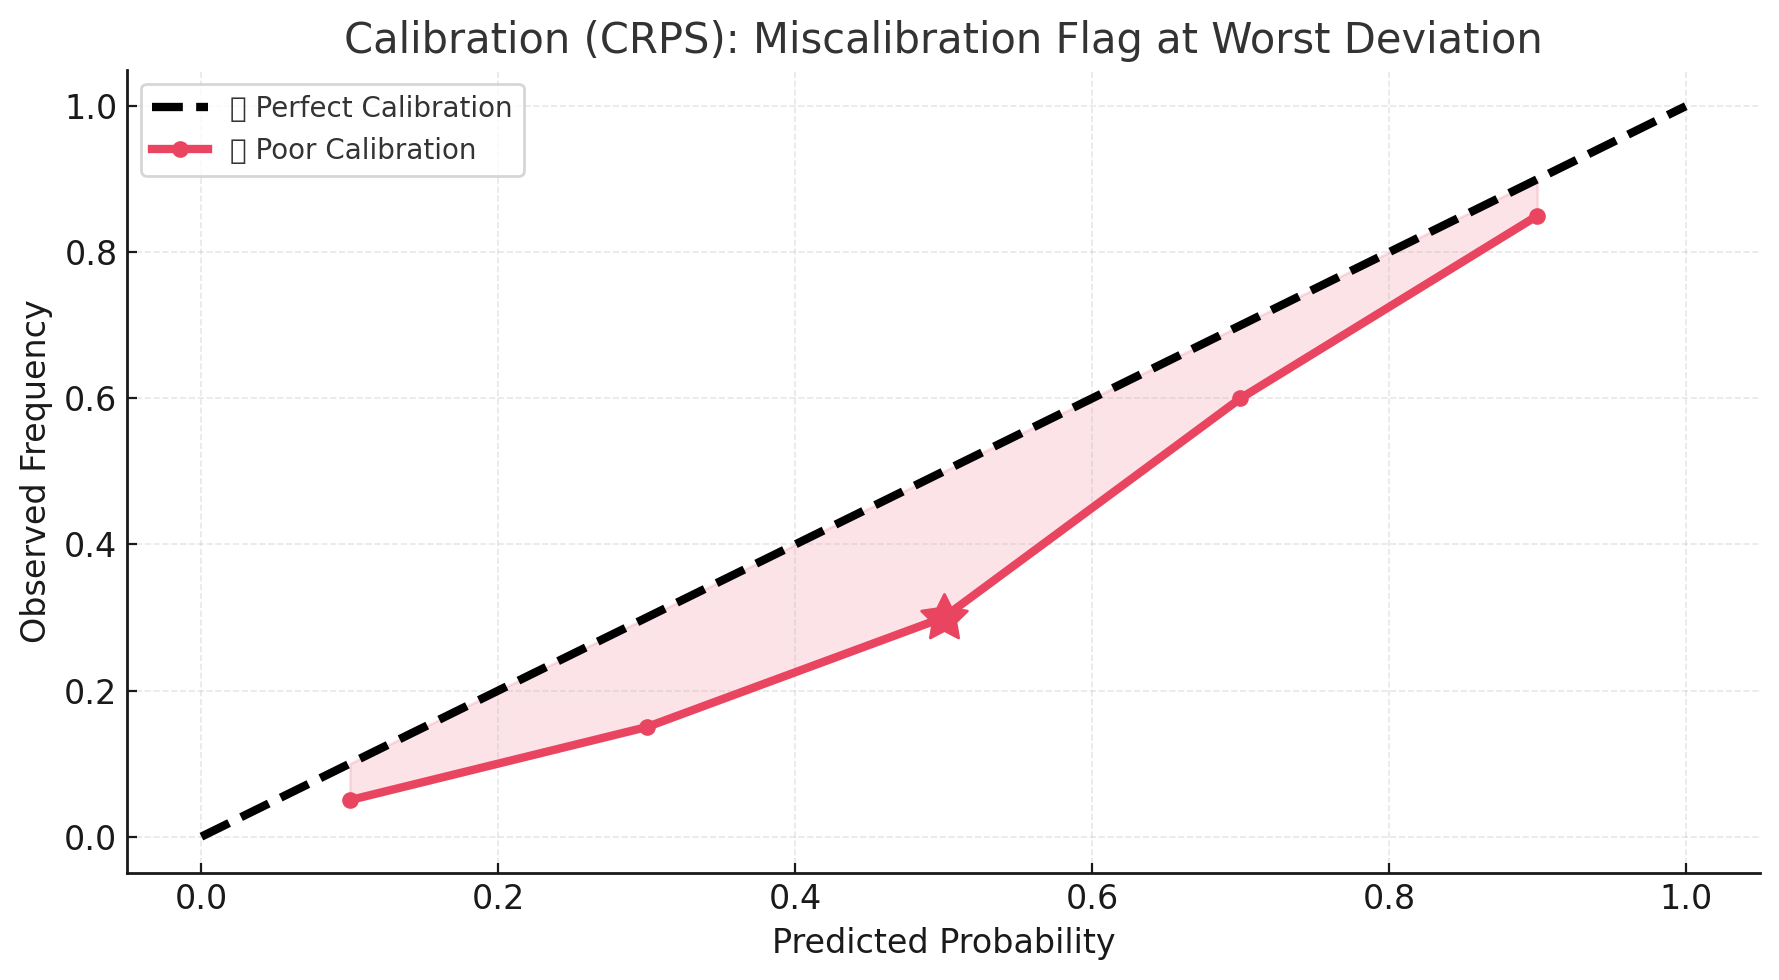 Calibration (CRPS): Miscalibration Flag at Worst Deviation
Perfect Calibration
Poor Calibration
1.0
0.8
0.6
0.4
0.2
0.0
Observed Frequency
0.0 0.2 0.4 0.6 0.8 1.0
Predicted Probability